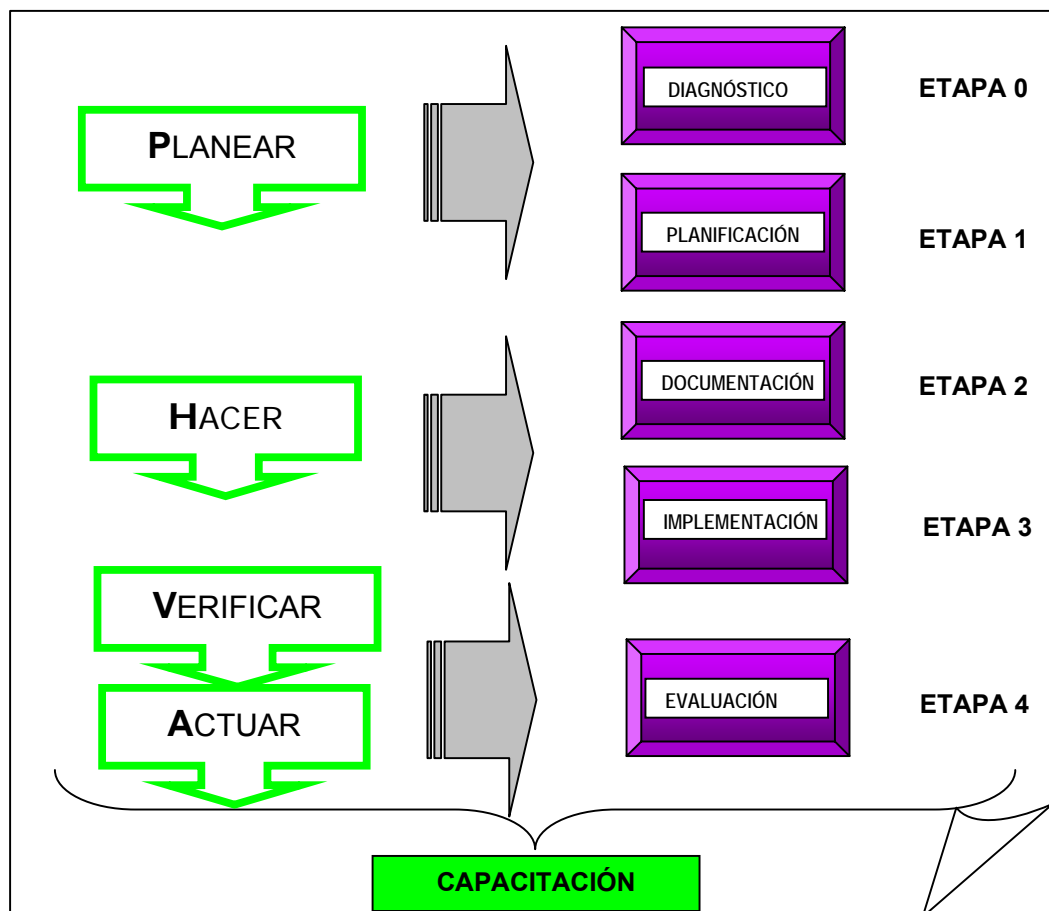 PLANEAR
DIAGNÓSTICO
ETAPA 0
PLANIFICACIÓN
ETAPA 1
HACER
DOCUMENTACIÓN
ETAPA 2
IMPLEMENTACIÓN
ETAPA 3
VERIFICAR
ACTUAR
EVALUACIÓN
ETAPA 4
CAPACITACIÓN